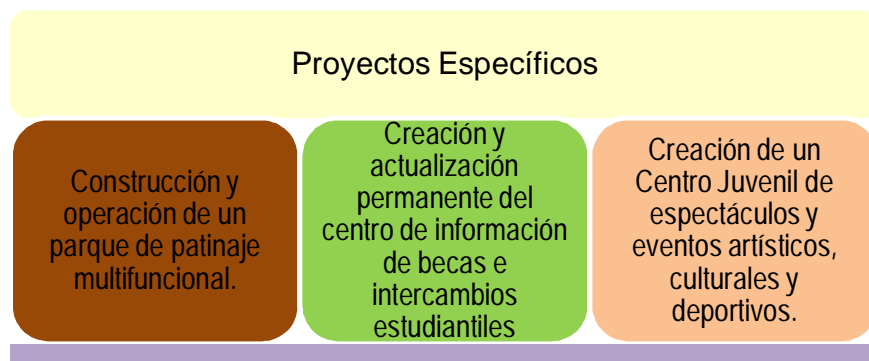 Proyectos Específicos
Construcción y
operación de un
parque de patinaje
multifuncional.
Creación y
actualización
permanente del
centro de información
de becas e
intercambios
estudiantiles
Creación de un
Centro Juvenil de
espectáculos y
eventos artísticos,
culturales y
deportivos.